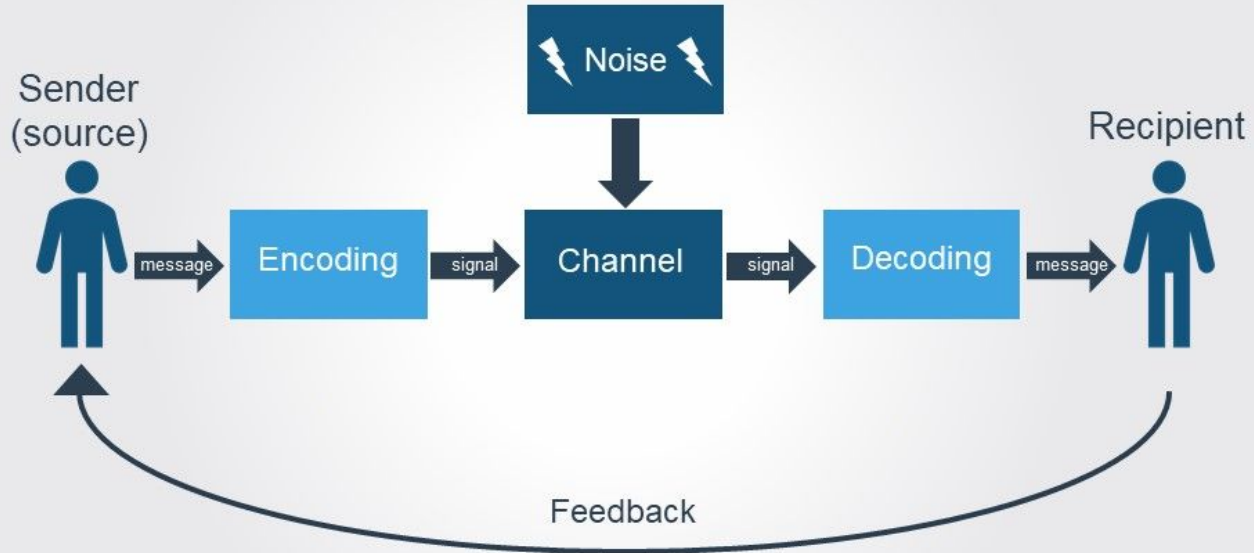 Noise
Sender
(source)
Recipient
message
Encoding
signal
Channel
signal
Decoding
message
Feedback